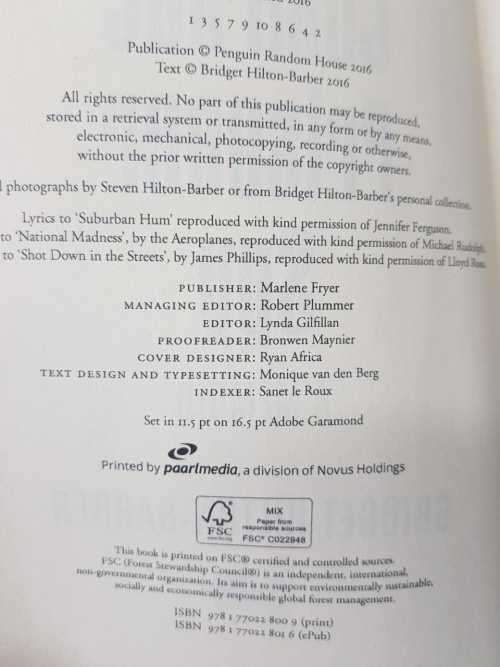 2016
1 3 5 7 9 10 8 6 4 2
Publication © Penguin Random House 2016
Text © Bridget Hilton-Barber 2016
All rights reserved. No part of this publication may be reproduced,
stored in a retrieval system or transmitted, in any form or by any means,
electronic, mechanical, photocopying, recording or otherwise,
without the prior written permission of the copyright owners.
photographs by Steven Hilton-Barber or from Bridget Hilton-Barber's personal collection.
Lyrics to 'Suburban Hum' reproduced with kind permission of Jennifer Ferguson.
to 'National Madness', by the Aeroplanes, reproduced with kind permission of Michael Rudolph.
to 'Shot Down in the Streets', by James Phillips, reproduced with kind permission of Lloyd Ross.
PUBLISHER: Marlene Fryer
MANAGING EDITOR: Robert Plummer
EDITOR: Lynda Gilfillan
PROOFREADER: Bronwen Maynier
COVER DESIGNER: Ryan Africa
TEXT DESIGN AND TYPESETTING: Monique van den Berg
INDEXER: Sanet le Roux
Set in 11.5 pt on 16.5 pt Adobe Garamond
Printed by paarlmedia, a division of Novus Holdings
FSC
MIX
Paper from
responsible sources
FSC® C022948
This book is printed on FSC® certified and controlled sources.
FSC (Forest Stewardship Council®) is an independent, international,
non-governmental organization. Its aim is to support environmentally sustainable,
socially and economically responsible global forest management.
ISBN 978 1 77022 800 9 (print)
ISBN 978 1 77022 801 6 (ePub)